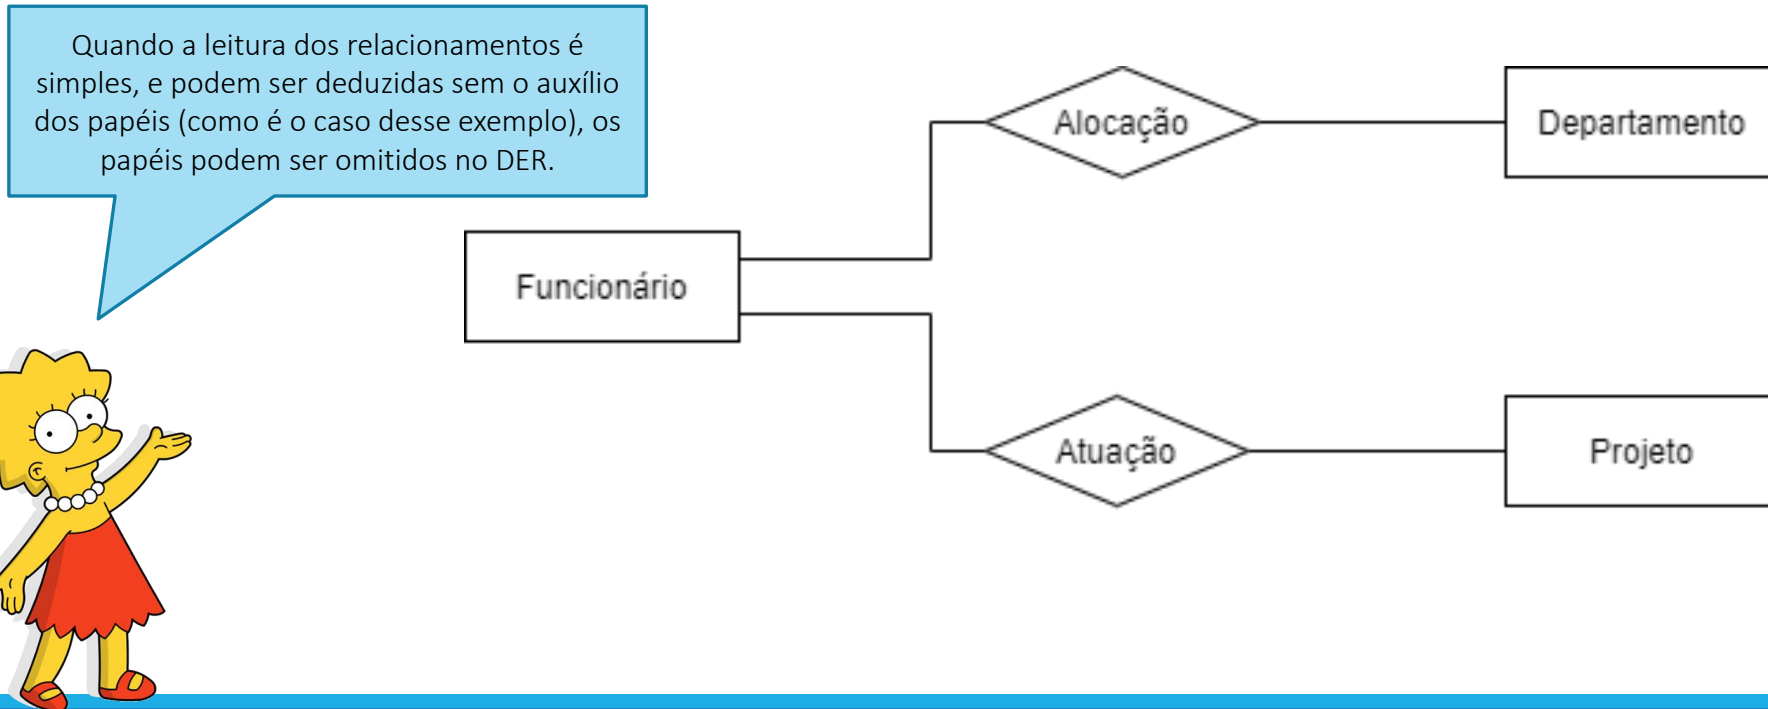 Quando a leitura dos relacionamentos é
simples, e podem ser deduzidas sem o auxílio
dos papéis (como é o caso desse exemplo), os
papéis podem ser omitidos no DER.
Alocação
Departamento
Funcionário
Atuação
Projeto